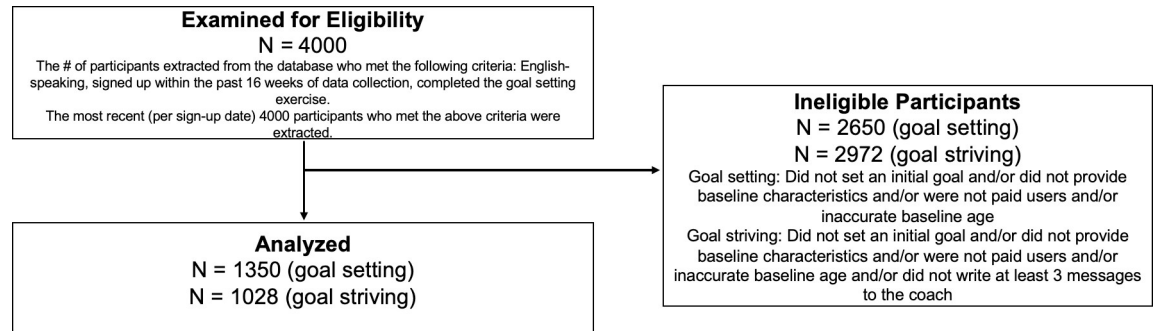 Examined for Eligibility
N = 4000
The # of participants extracted from the database who met the following criteria: English-
speaking, signed up within the past 16 weeks of data collection, completed the goal setting
exercise.
The most recent (per sign-up date) 4000 participants who met the above criteria were
extracted.
Ineligible Participants
N = 2650 (goal setting)
N = 2972 (goal striving)
Goal setting: Did not set an initial goal and/or did not provide
baseline characteristics and/or were not paid users and/or
inaccurate baseline age
Goal striving: Did not set an initial goal and/or did not provide
baseline characteristics and/or were not paid users and/or
inaccurate baseline age and/or did not write at least 3 messages
to the coach
Analyzed
N = 1350 (goal setting)
N = 1028 (goal striving)